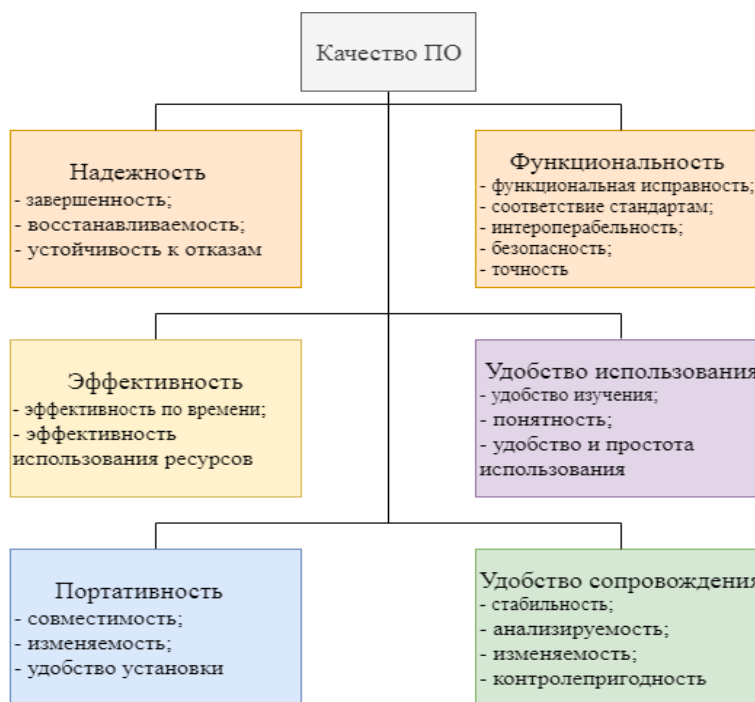 Качество ПО
Надежность
- завершенность;
- восстанавливаемость;
- устойчивость к отказам
Функциональность
- функциональная исправность;
- соответствие стандартам;
- интероперабельность;
- безопасность;
- точность
Эффективность
- эффективность по времени;
- эффективность
использования ресурсов
Удобство использования
- удобство изучения;
- понятность;
- удобство и простота
использования
Портативность
- совместимость;
- изменяемость;
- удобство установки
Удобство сопровождения
- стабильность;
- анализируемость;
- изменяемость;
- контролепригодность